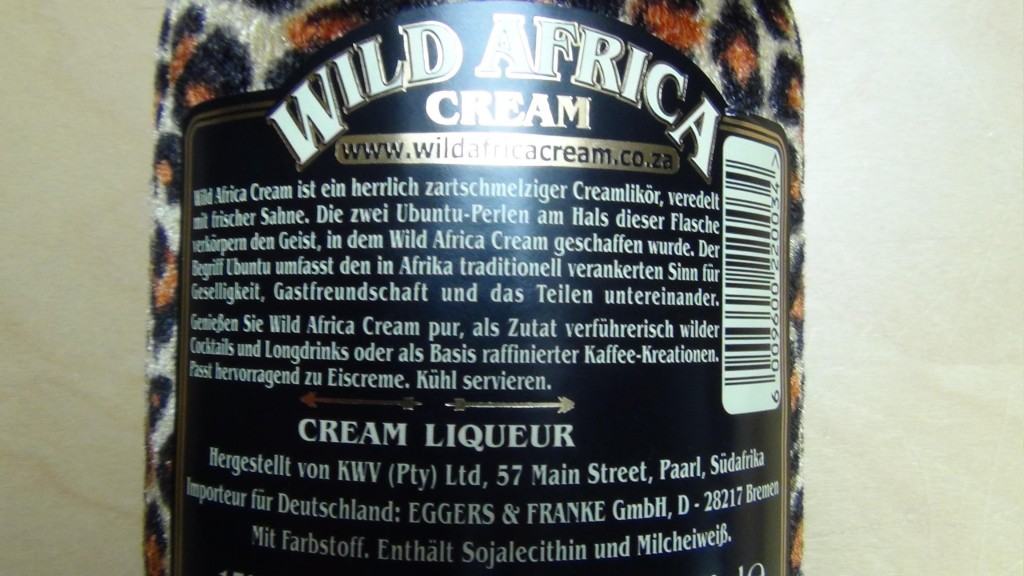 WILD AFRICA
CREAM
www.wildafricacream.co.za
Wild Africa Cream ist ein herrlich zartschmelziger Creamlikör, veredelt
mit frischer Sahne. Die zwei Ubuntu-Perlen am Hals dieser Flasche
verkörpern den Geist, in dem Wild Africa Cream geschaffen wurde. Der
Begriff Ubuntu umfasst den in Afrika traditionell verankerten Sinn für
Geselligkeit, Gastfreundschaft und das Teilen untereinander.
Genießen Sie Wild Africa Cream pur, als Zutat verführerisch wilder
Cocktails und Longdrinks oder als Basis raffinierter Kaffee-Kreationen.
Passt hervorragend zu Eiscreme. Kühl servieren.
CREAM LIQUEUR
Hergestellt von KWV (Pty) Ltd, 57 Main Street, Paarl, Südafrika
Importeur für Deutschland: EGGERS & FRANKE GmbH, D - 28217 Bremen
Mit Farbstoff. Enthält Sojalecithin und Milcheiweiß.
6 009600 220034 >